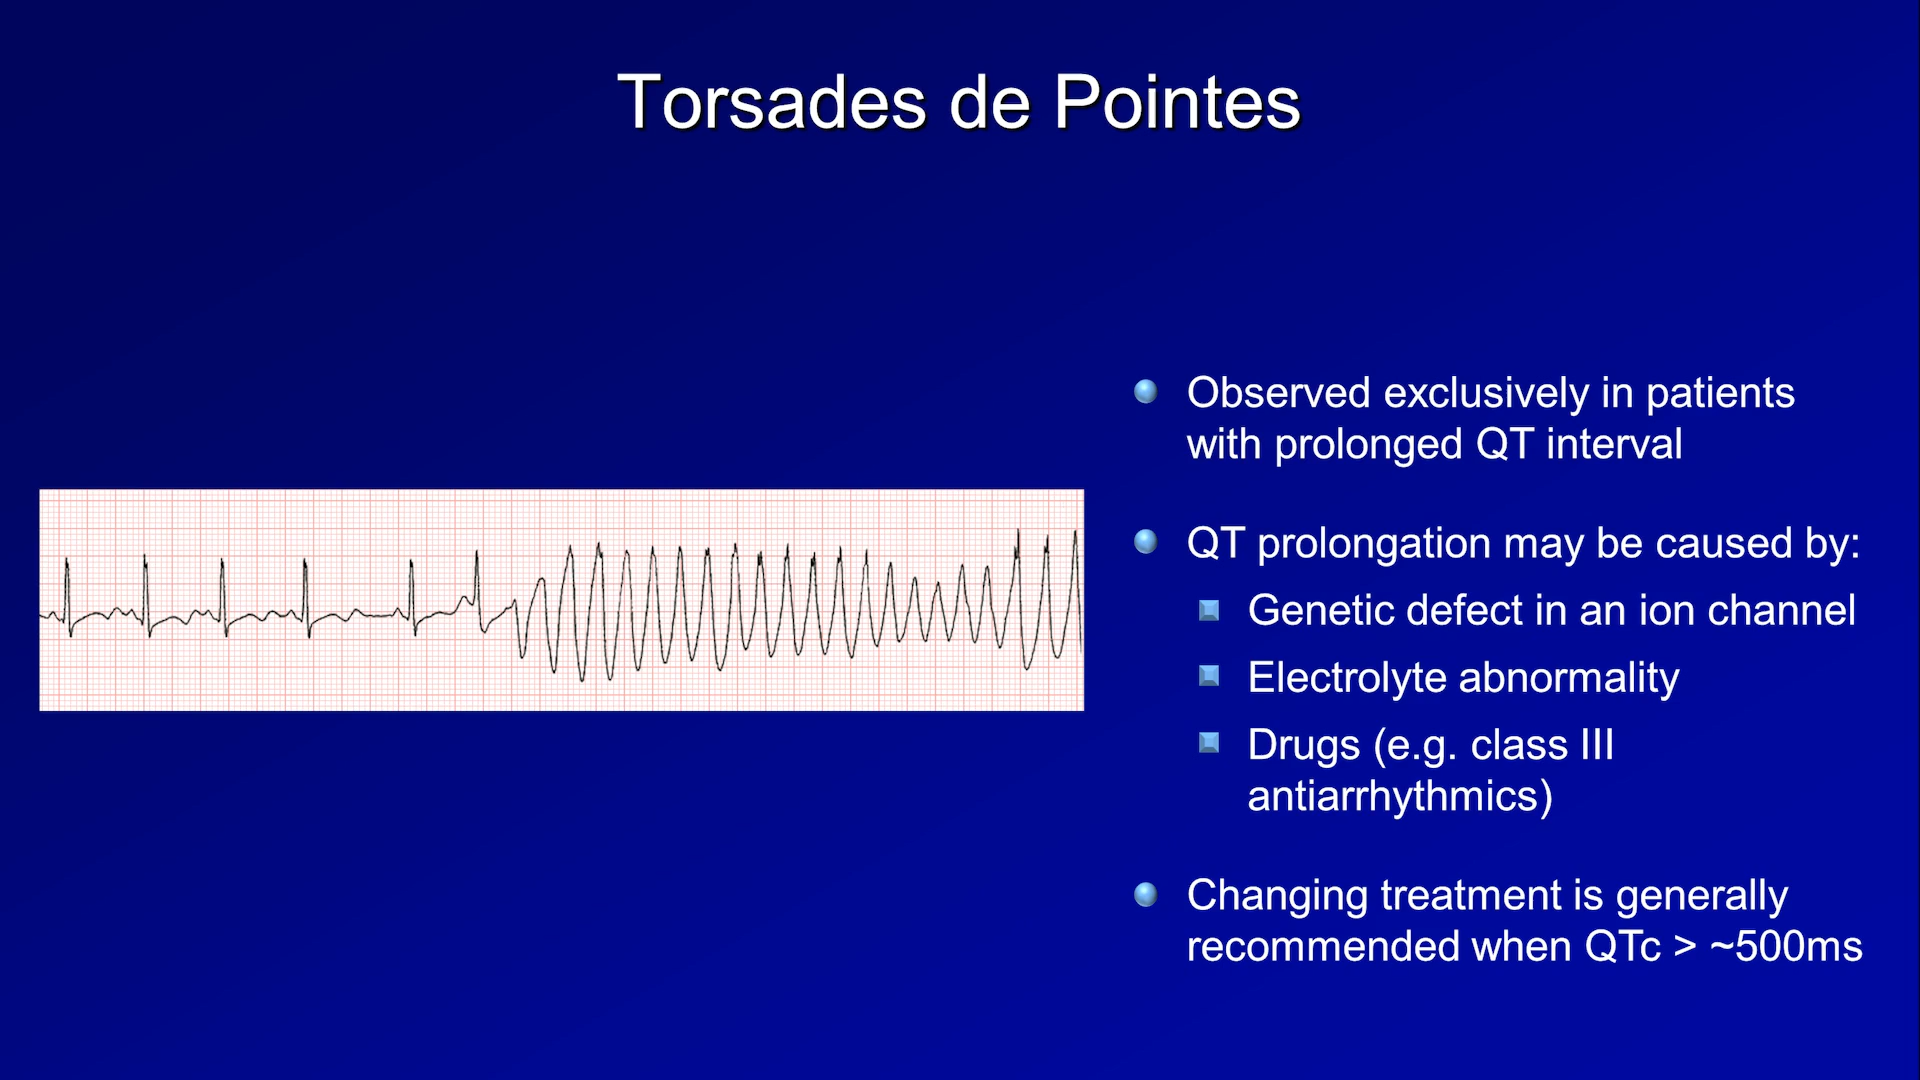 Torsades de Pointes
Observed exclusively in patients
with prolonged QT interval
QT prolongation may be caused by:
Genetic defect in an ion channel
Electrolyte abnormality
Drugs (e.g. class III
antiarrhythmics)
Changing treatment is generally
recommended when QTc > ~500ms